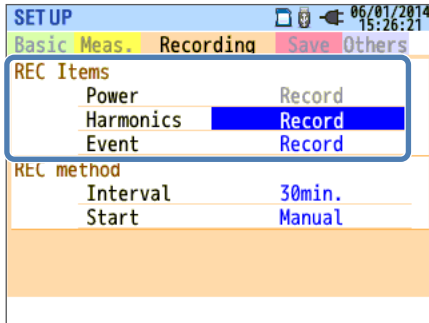 SET UP 06/01/2014
15:26:21
Basic Meas. Recording Save Others
REC Items
Power Record
Harmonics Record
Event Record
REC method
Interval 30min.
Start Manual